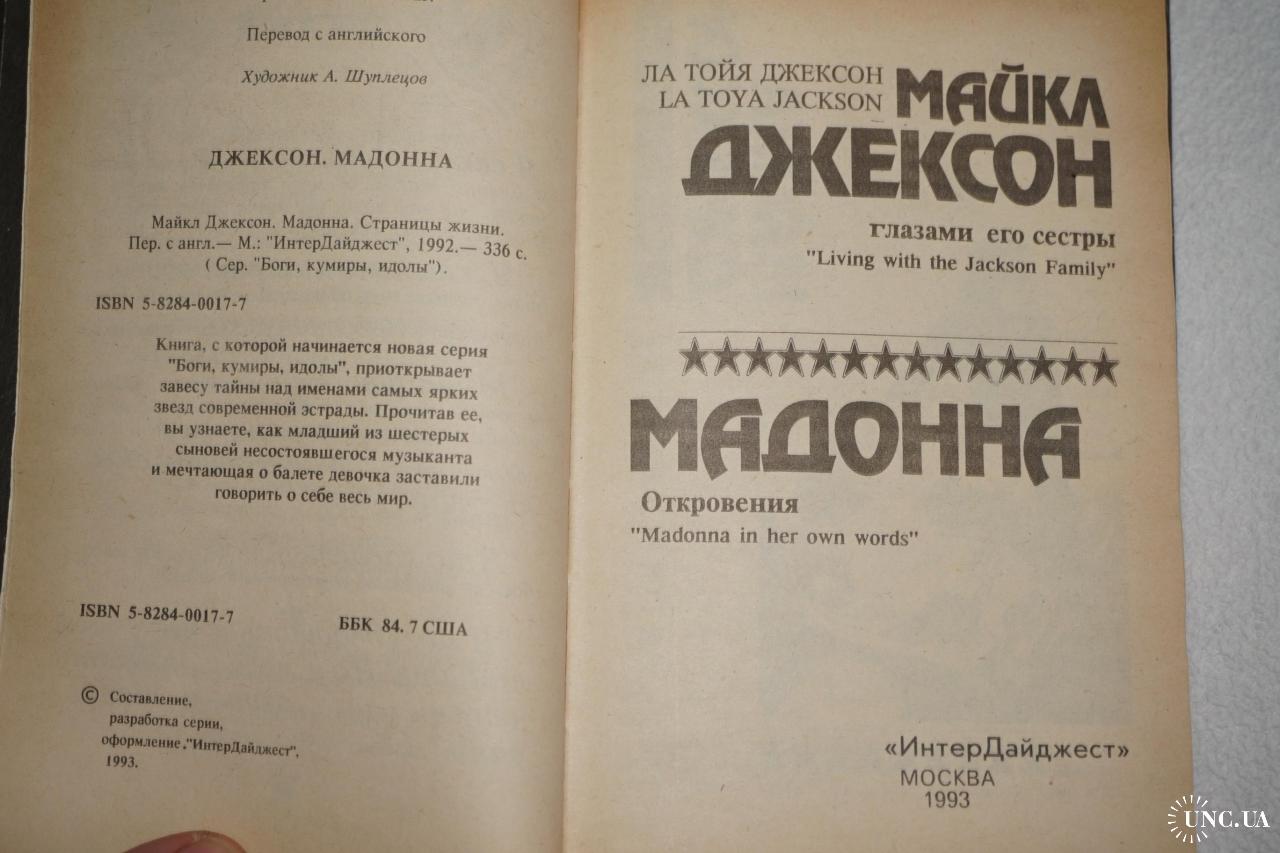 Перевод с английского
Художник А. Шуплецов
ДЖЕКСОН. МАДОННА
Майкл Джексон. Мадонна. Страницы жизни.
Пер. с англ.— М.: "ИнтерДайджест", 1992.— 336 с.
( Сер. "Боги, кумиры, идолы").
ISBN 5-8284-0017-7
Книга, с которой начинается новая серия
"Боги, кумиры, идолы", приоткрывает
завесу тайны над именами самых ярких
звезд современной эстрады. Прочитав ее,
вы узнаете, как младший из шестерых
сыновей несостоявшегося музыканта
и мечтающая о балете девочка заставили
говорить о себе весь мир.
ISBN 5-8284-0017-7
ББК 84. 7 США
© Составление,
разработка серии,
оформление ,"ИнтерДайджест",
1993.
ЛА ТОЙЯ ДЖЕКСОН
LA TOYA JACKSON
МАЙКЛ
ДЖЕКСОН
глазами его сестры
"Living with the Jackson Family"
МАДОННА
Откровения
"Madonna in her own words"
«ИнтерДайджест»
МОСКВА
1993
UNC.UA